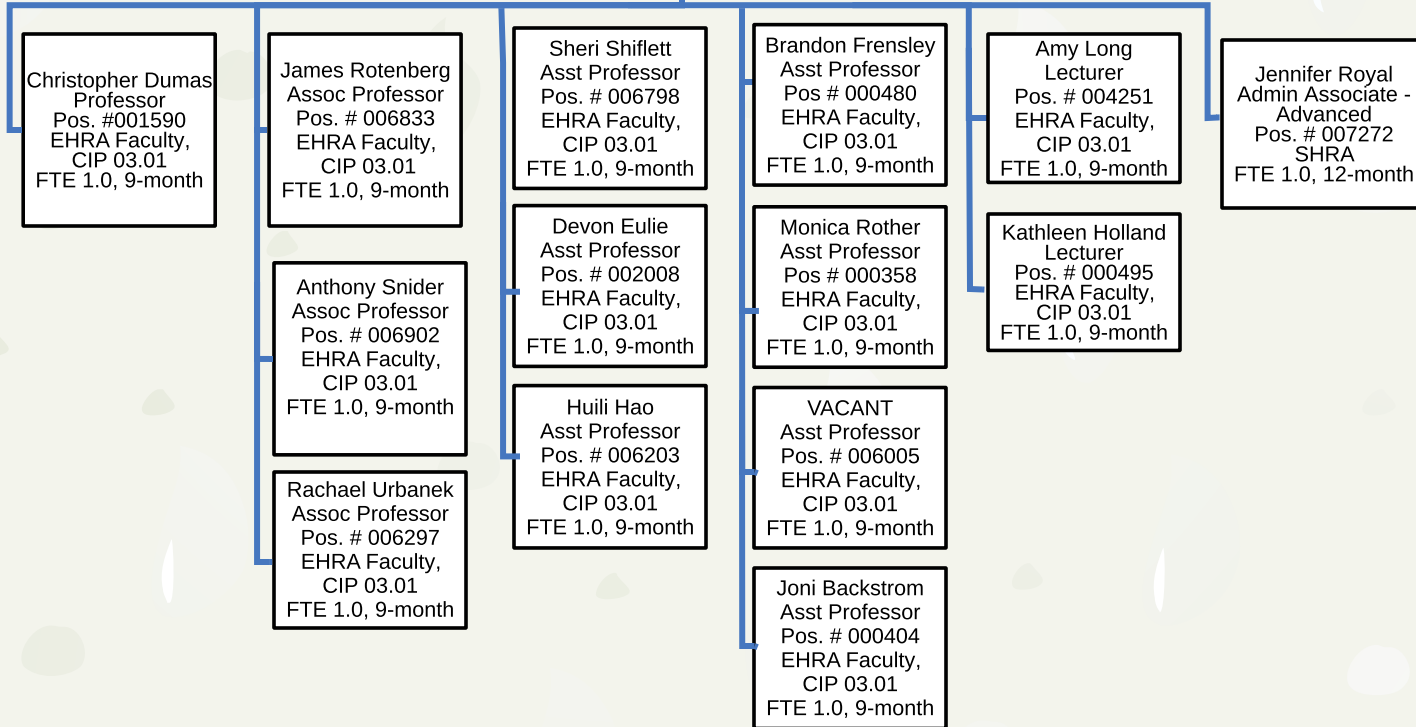 Christopher Dumas
Professor
Pos. #001590
EHRA Faculty,
CIP 03.01
FTE 1.0, 9-month
James Rotenberg
Assoc Professor
Pos. # 006833
EHRA Faculty,
CIP 03.01
FTE 1.0, 9-month
Anthony Snider
Assoc Professor
Pos. # 006902
EHRA Faculty,
CIP 03.01
FTE 1.0, 9-month
Rachael Urbanek
Assoc Professor
Pos. # 006297
EHRA Faculty,
CIP 03.01
FTE 1.0, 9-month
Sheri Shiflett
Asst Professor
Pos. # 006798
EHRA Faculty,
CIP 03.01
FTE 1.0, 9-month
Devon Eulie
Asst Professor
Pos. # 002008
EHRA Faculty,
CIP 03.01
FTE 1.0, 9-month
Huili Hao
Asst Professor
Pos. # 006203
EHRA Faculty,
CIP 03.01
FTE 1.0, 9-month
Brandon Frensley
Asst Professor
Pos # 000480
EHRA Faculty,
CIP 03.01
FTE 1.0, 9-month
Monica Rother
Asst Professor
Pos # 000358
EHRA Faculty,
CIP 03.01
FTE 1.0, 9-month
VACANT
Asst Professor
Pos. # 006005
EHRA Faculty,
CIP 03.01
FTE 1.0, 9-month
Joni Backstrom
Asst Professor
Pos. # 000404
EHRA Faculty,
CIP 03.01
FTE 1.0, 9-month
Amy Long
Lecturer
Pos. # 004251
EHRA Faculty,
CIP 03.01
FTE 1.0, 9-month
Kathleen Holland
Lecturer
Pos. # 000495
EHRA Faculty,
CIP 03.01
FTE 1.0, 9-month
Jennifer Royal
Admin Associate -
Advanced
Pos. # 007272
SHRA
FTE 1.0, 12-month